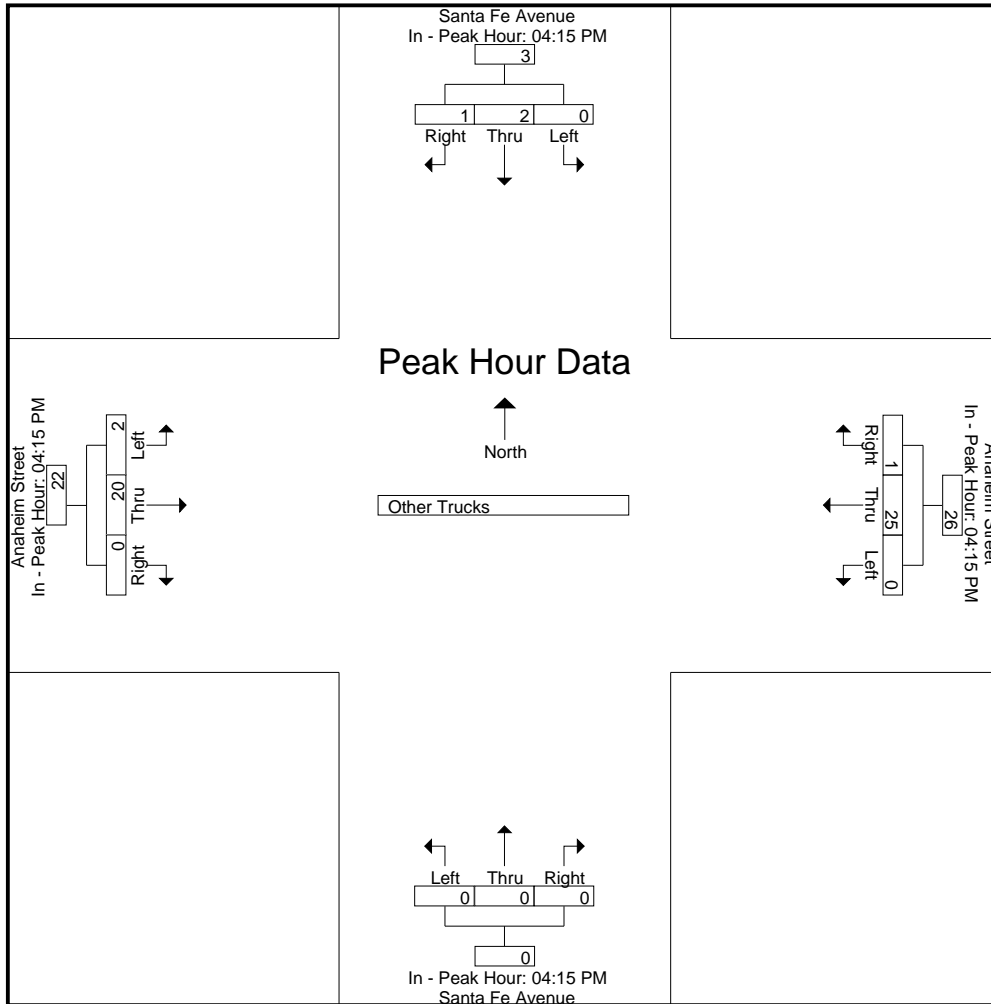 Santa Fe Avenue
In - Peak Hour: 04:15 PM
3
1 2 0
Right Thru Left
Peak Hour Data
North
Other Trucks
Anaheim Street
In - Peak Hour: 04:15 PM
22
2 20 0
Left Thru Right
Anaheim Street
In - Peak Hour: 04:15 PM
26
1 25 0
Right Thru Left
Left Thru Right
0 0 0
0
In - Peak Hour: 04:15 PM
Santa Fe Avenue